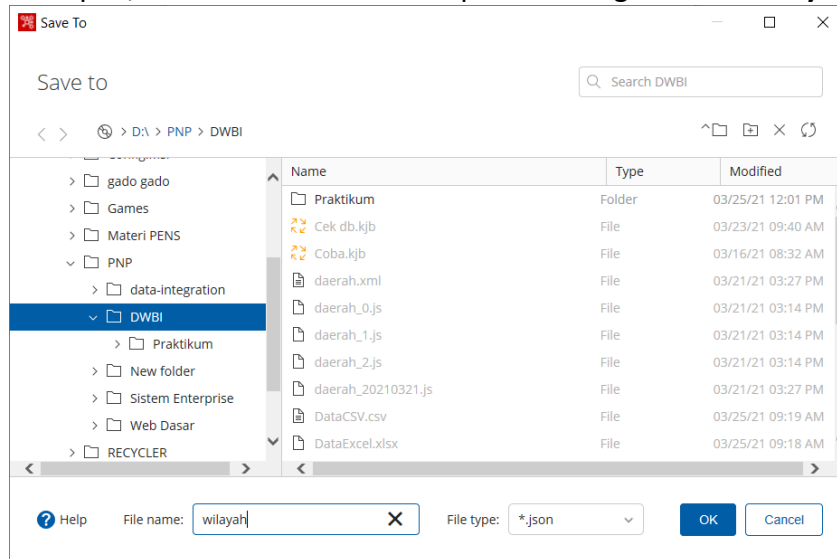 Save To
Save to
Search DWBI
D:\ > PNP > DWBI
Name Type Modified
gado gado
Games
Materi PENS
PNP
data-integration
DWBI
Praktikum
New folder
Sistem Enterprise
Web Dasar
RECYCLER
Praktikum Folder 03/25/21 12:01 PM
Cek db.kjb File 03/23/21 09:40 AM
Coba.kjb File 03/16/21 08:32 AM
daerah.xml File 03/21/21 03:27 PM
daerah_0.js File 03/21/21 03:14 PM
daerah_1.js File 03/21/21 03:14 PM
daerah_2.js File 03/21/21 03:14 PM
daerah_20210321.js File 03/21/21 03:27 PM
DataCSV.csv File 03/25/21 09:19 AM
DataExcel.xlsx File 03/25/21 09:18 AM
Help File name: wilayah File type: *.json OK Cancel